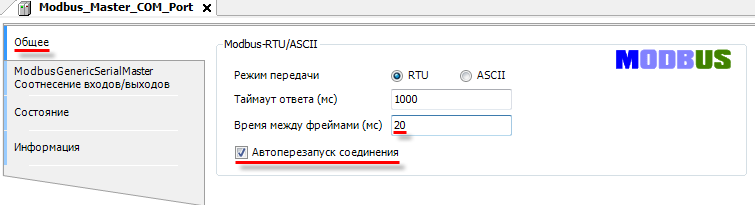 Modbus_Master_COM_Port
Общее
ModbusGenericSerialMaster
Соотнесение входов/выходов
Состояние
Информация
Modbus-RTU/ASCII
MODBUS
Режим передачи RTU ASCII
Таймаут ответа (мс) 1000
Время между фреймами (мс) 20
Автоперезапуск соединения